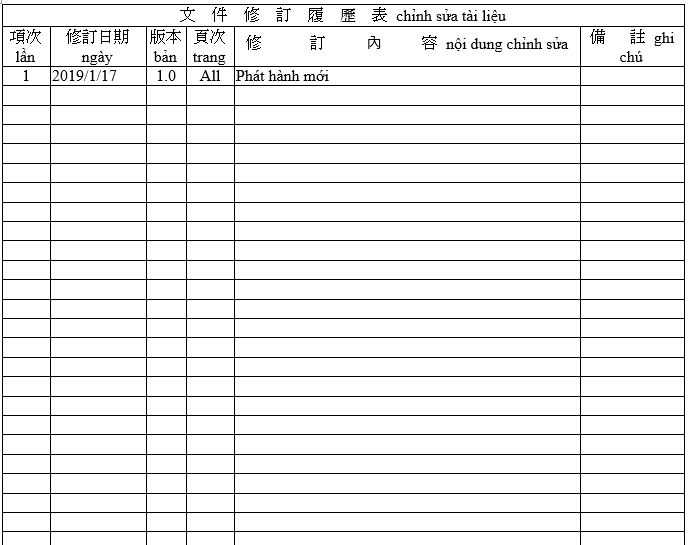 文 件 修 訂 履 歷 表 chỉnh sửa tài liệu
項次 修訂日期 版本 頁次 修 訂 內 容 nội dung chỉnh sửa 備 註 ghi
lần ngày bản trang chú
1 2019/1/17 1.0 All Phát hành mới